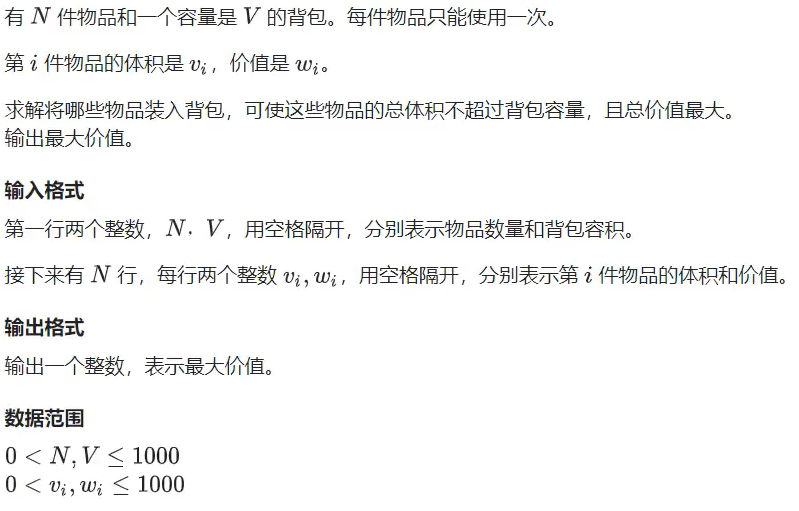 有 N 件物品和一个容量是 V 的背包。每件物品只能使用一次。
第 i 件物品的体积是 vᵢ，价值是 wᵢ。
求解将哪些物品装入背包，可使这些物品的总体积不超过背包容量，且总价值最大。
输出最大价值。
输入格式
第一行两个整数，N，V，用空格隔开，分别表示物品数量和背包容积。
接下来有 N 行，每行两个整数 vᵢ, wᵢ，用空格隔开，分别表示第 i 件物品的体积和价值。
输出格式
输出一个整数，表示最大价值。
数据范围
0 < N, V ≤ 1000
0 < vᵢ, wᵢ ≤ 1000